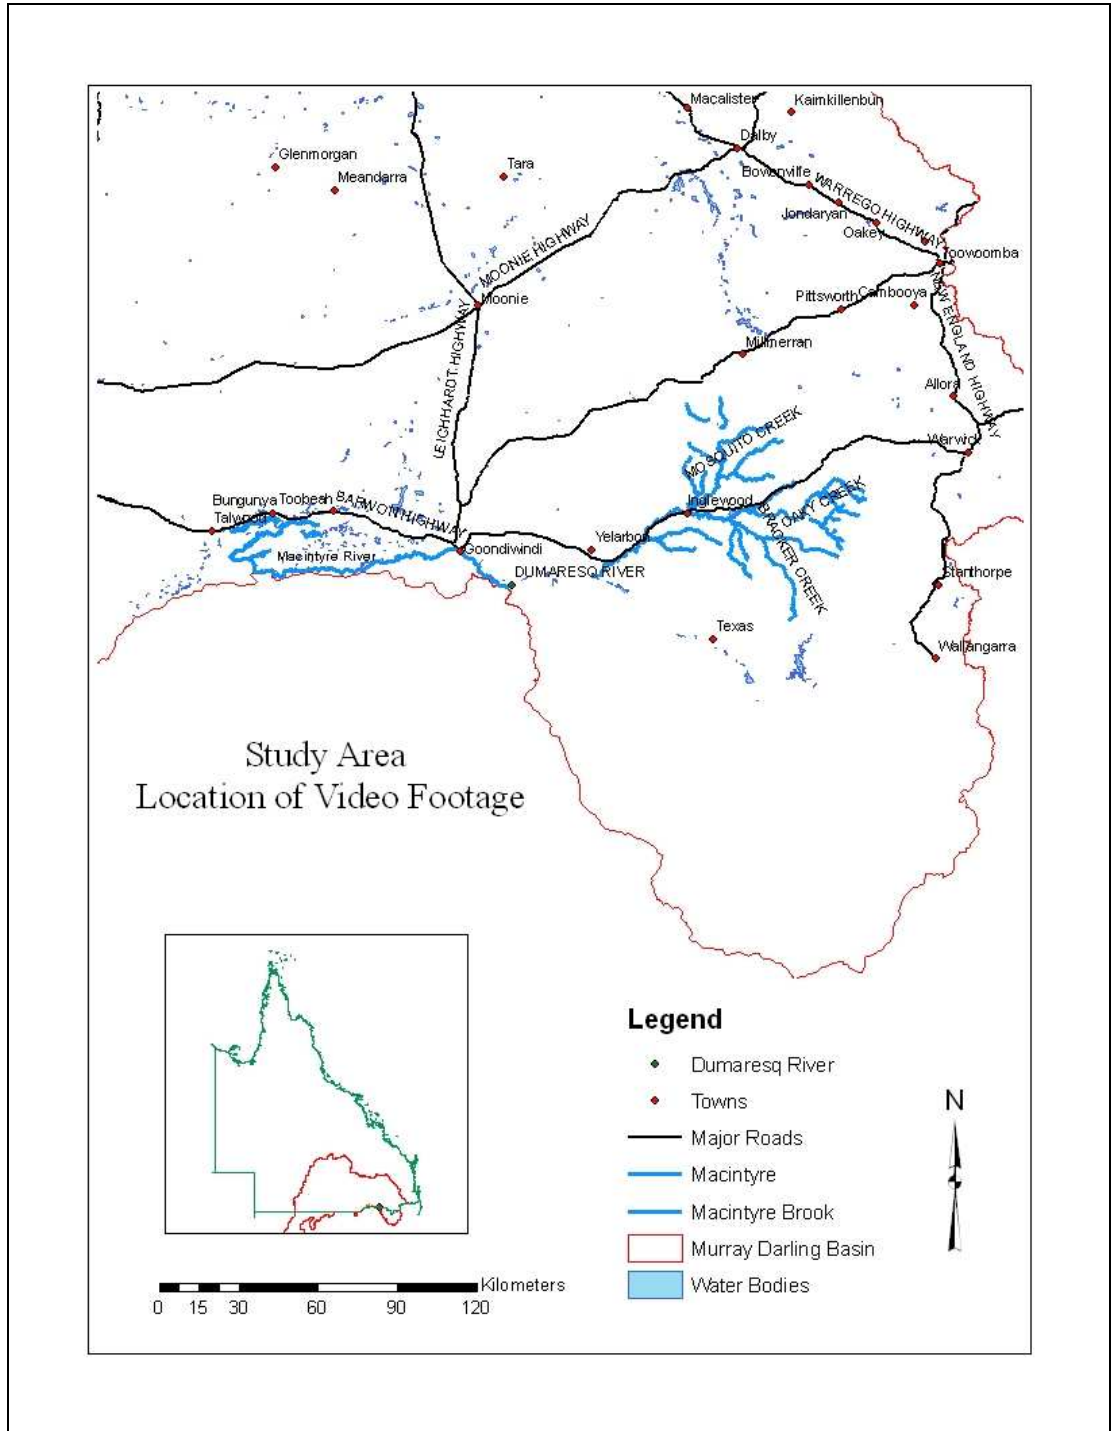 Macalister
Kaimkillenbun
Dalby
Glenmorgan
Tara
Bowenville
Meandarra
WARREGO HIGHWAY
Jondaryan
Oakey
MOONIE HIGHWAY
Toowoomba
Moonie
Pittsworth
Cambooya
NEW ENGLAND HIGHWAY
LEICHHARDT HIGHWAY
Millmerran
Allora
MOSQUITO CREEK
Warwick
Bungunya
Toobeah
BARWON HIGHWAY
Inglewood
OAKY CREEK
Talwood
BRACKER CREEK
Macintyre River
Goondiwindi
Yelarbon
DUMARESQ RIVER
Stanthorpe
Texas
Wallangarra
Study Area
Location of Video Footage
Legend
Dumaresq River
Towns
Major Roads
Macintyre
Macintyre Brook
Murray Darling Basin
Water Bodies
N
Kilometers
0 15 30 60 90 120